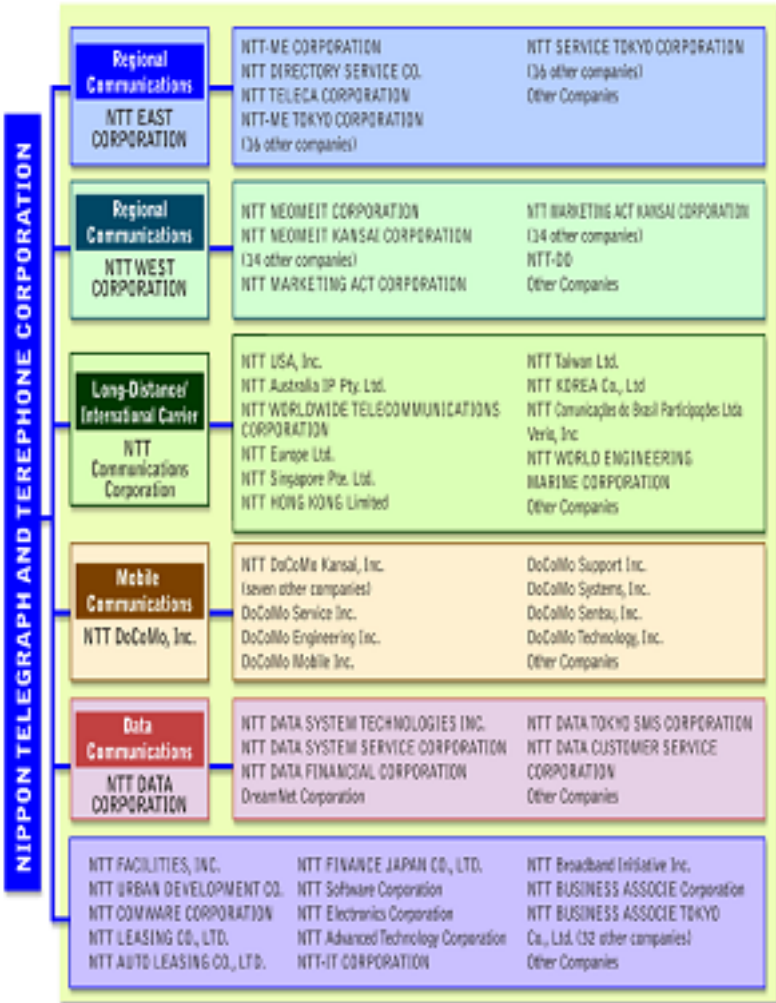 NIPPON TELEGRAPH AND TEREPHONE CORPORATION
Regional
Communications
NTT EAST
CORPORATION
NTT-ME CORPORATION
NTT DIRECTORY SERVICE CO.
NTT TELECA CORPORATION
NTT-ME TOKYO CORPORATION
(16 other companies)
NTT SERVICE TOKYO CORPORATION
(16 other companies)
Other Companies
Regional
Communications
NTT WEST
CORPORATION
NTT NEOMEIT CORPORATION
NTT NEOMEIT KANSAI CORPORATION
(14 other companies)
NTT MARKETING ACT CORPORATION
NTT MARKETING ACT KANSAI CORPORATION
(14 other companies)
NTT-DO
Other Companies
Long-Distance/
International Carrier
NTT
Communications
Corporation
NTT USA, Inc.
NTT Australia IP Pty. Ltd.
NTT WORLDWIDE TELECOMMUNICATIONS
CORPORATION
NTT Europe Ltd.
NTT Singapore Pte. Ltd.
NTT HONG KONG Limited
NTT Taiwan Ltd.
NTT KOREA Co., Ltd
NTT Comunicações do Brasil Participações Ltda
Verio, Inc
NTT WORLD ENGINEERING
MARINE CORPORATION
Other Companies
Mobile
Communications
NTT DoCoMo, Inc.
NTT DoCoMo Kansai, Inc.
(seven other companies)
DoCoMo Service Inc.
DoCoMo Engineering Inc.
DoCoMo Mobile Inc.
DoCoMo Support Inc.
DoCoMo Systems, Inc.
DoCoMo Sentsu, Inc.
DoCoMo Technology, Inc.
Other Companies
Data
Communications
NTT DATA
CORPORATION
NTT DATA SYSTEM TECHNOLOGIES INC.
NTT DATA SYSTEM SERVICE CORPORATION
NTT DATA FINANCIAL CORPORATION
DreamNet Corporation
NTT DATA TOKYO SMS CORPORATION
NTT DATA CUSTOMER SERVICE
CORPORATION
Other Companies
NTT FACILITIES, INC.
NTT URBAN DEVELOPMENT CO.
NTT COMWARE CORPORATION
NTT LEASING CO., LTD.
NTT AUTO LEASING CO., LTD.
NTT FINANCE JAPAN CO., LTD.
NTT Software Corporation
NTT Electronics Corporation
NTT Advanced Technology Corporation
NTT-IT CORPORATION
NTT Broadband Initiative Inc.
NTT BUSINESS ASSOCIE Corporation
NTT BUSINESS ASSOCIE TOKYO
Co., Ltd. (32 other companies)
Other Companies